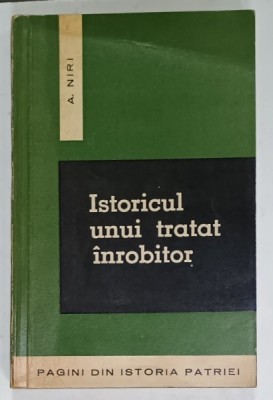 A. NIRI
Istoricul
unui tratat
înrobitor
PAGINI DIN ISTORIA PATRIEI